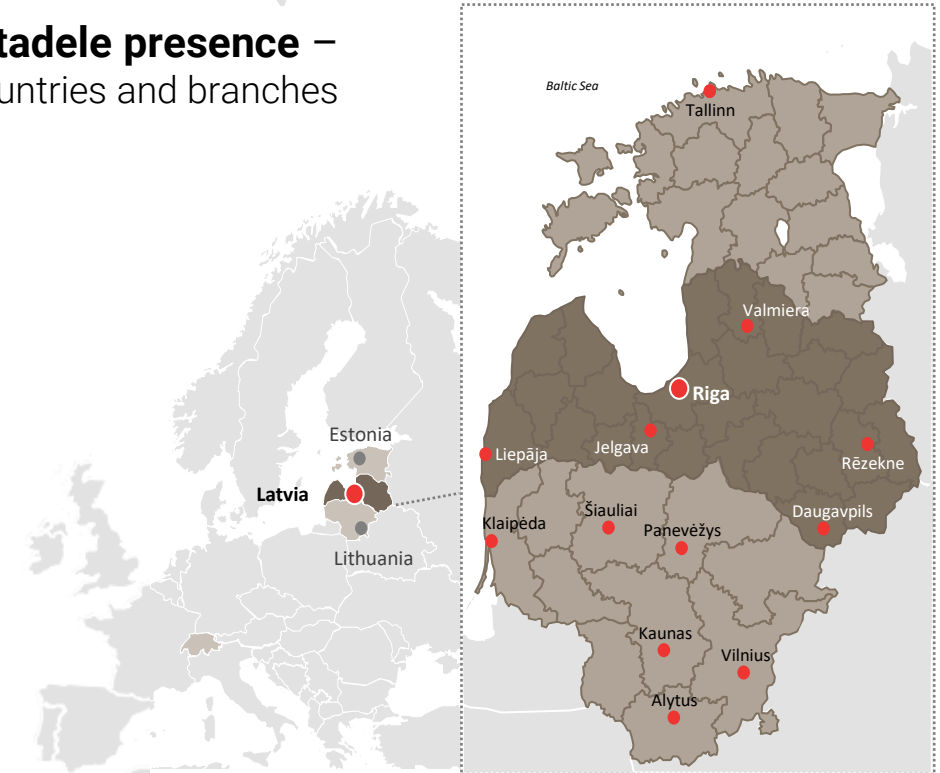 tadele presence –
untries and branches
Baltic Sea
Tallinn
Valmiera
Riga
Jelgava
Liepāja
Rēzekne
Daugavpils
Klaipėda
Šiauliai
Panevėžys
Kaunas
Vilnius
Alytus
Estonia
Latvia
Lithuania